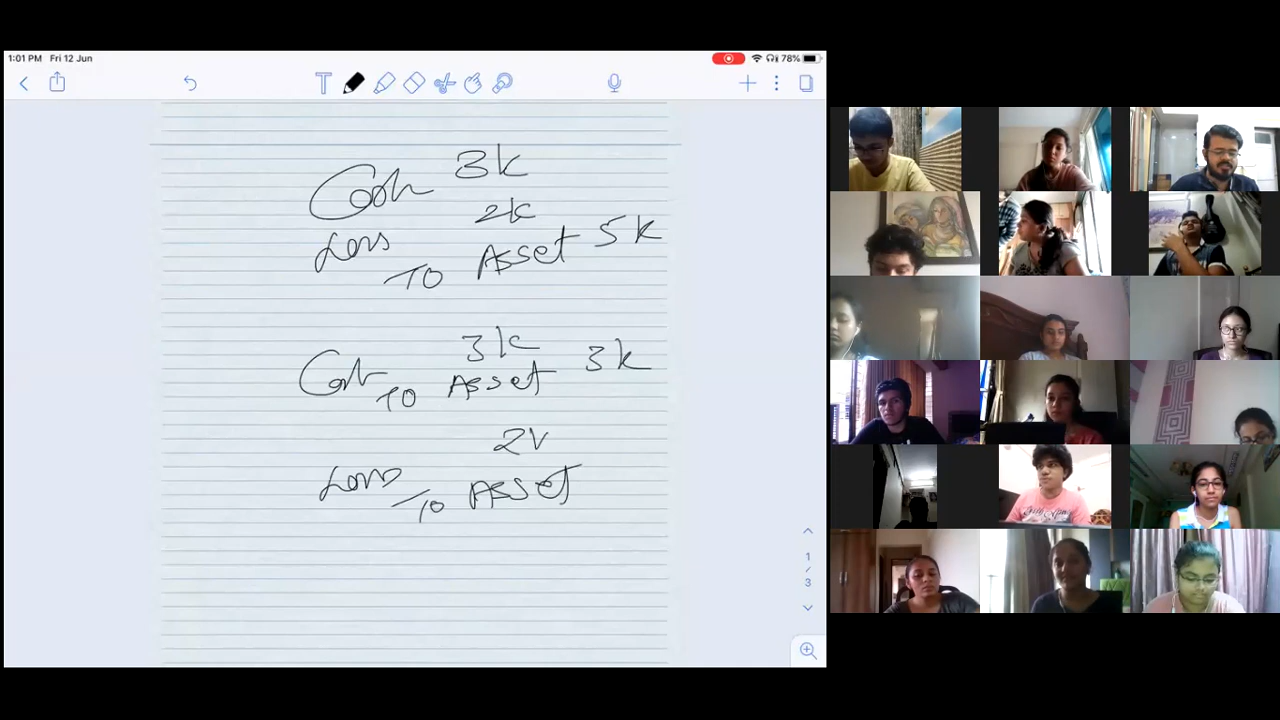 1:01 PM Fri 12 Jun
78%
T
Cash 3k
Loss 2k
TO Asset 5k
Cash 3k
TO Asset 3k
Loss 2k
TO Asset
1
/
3